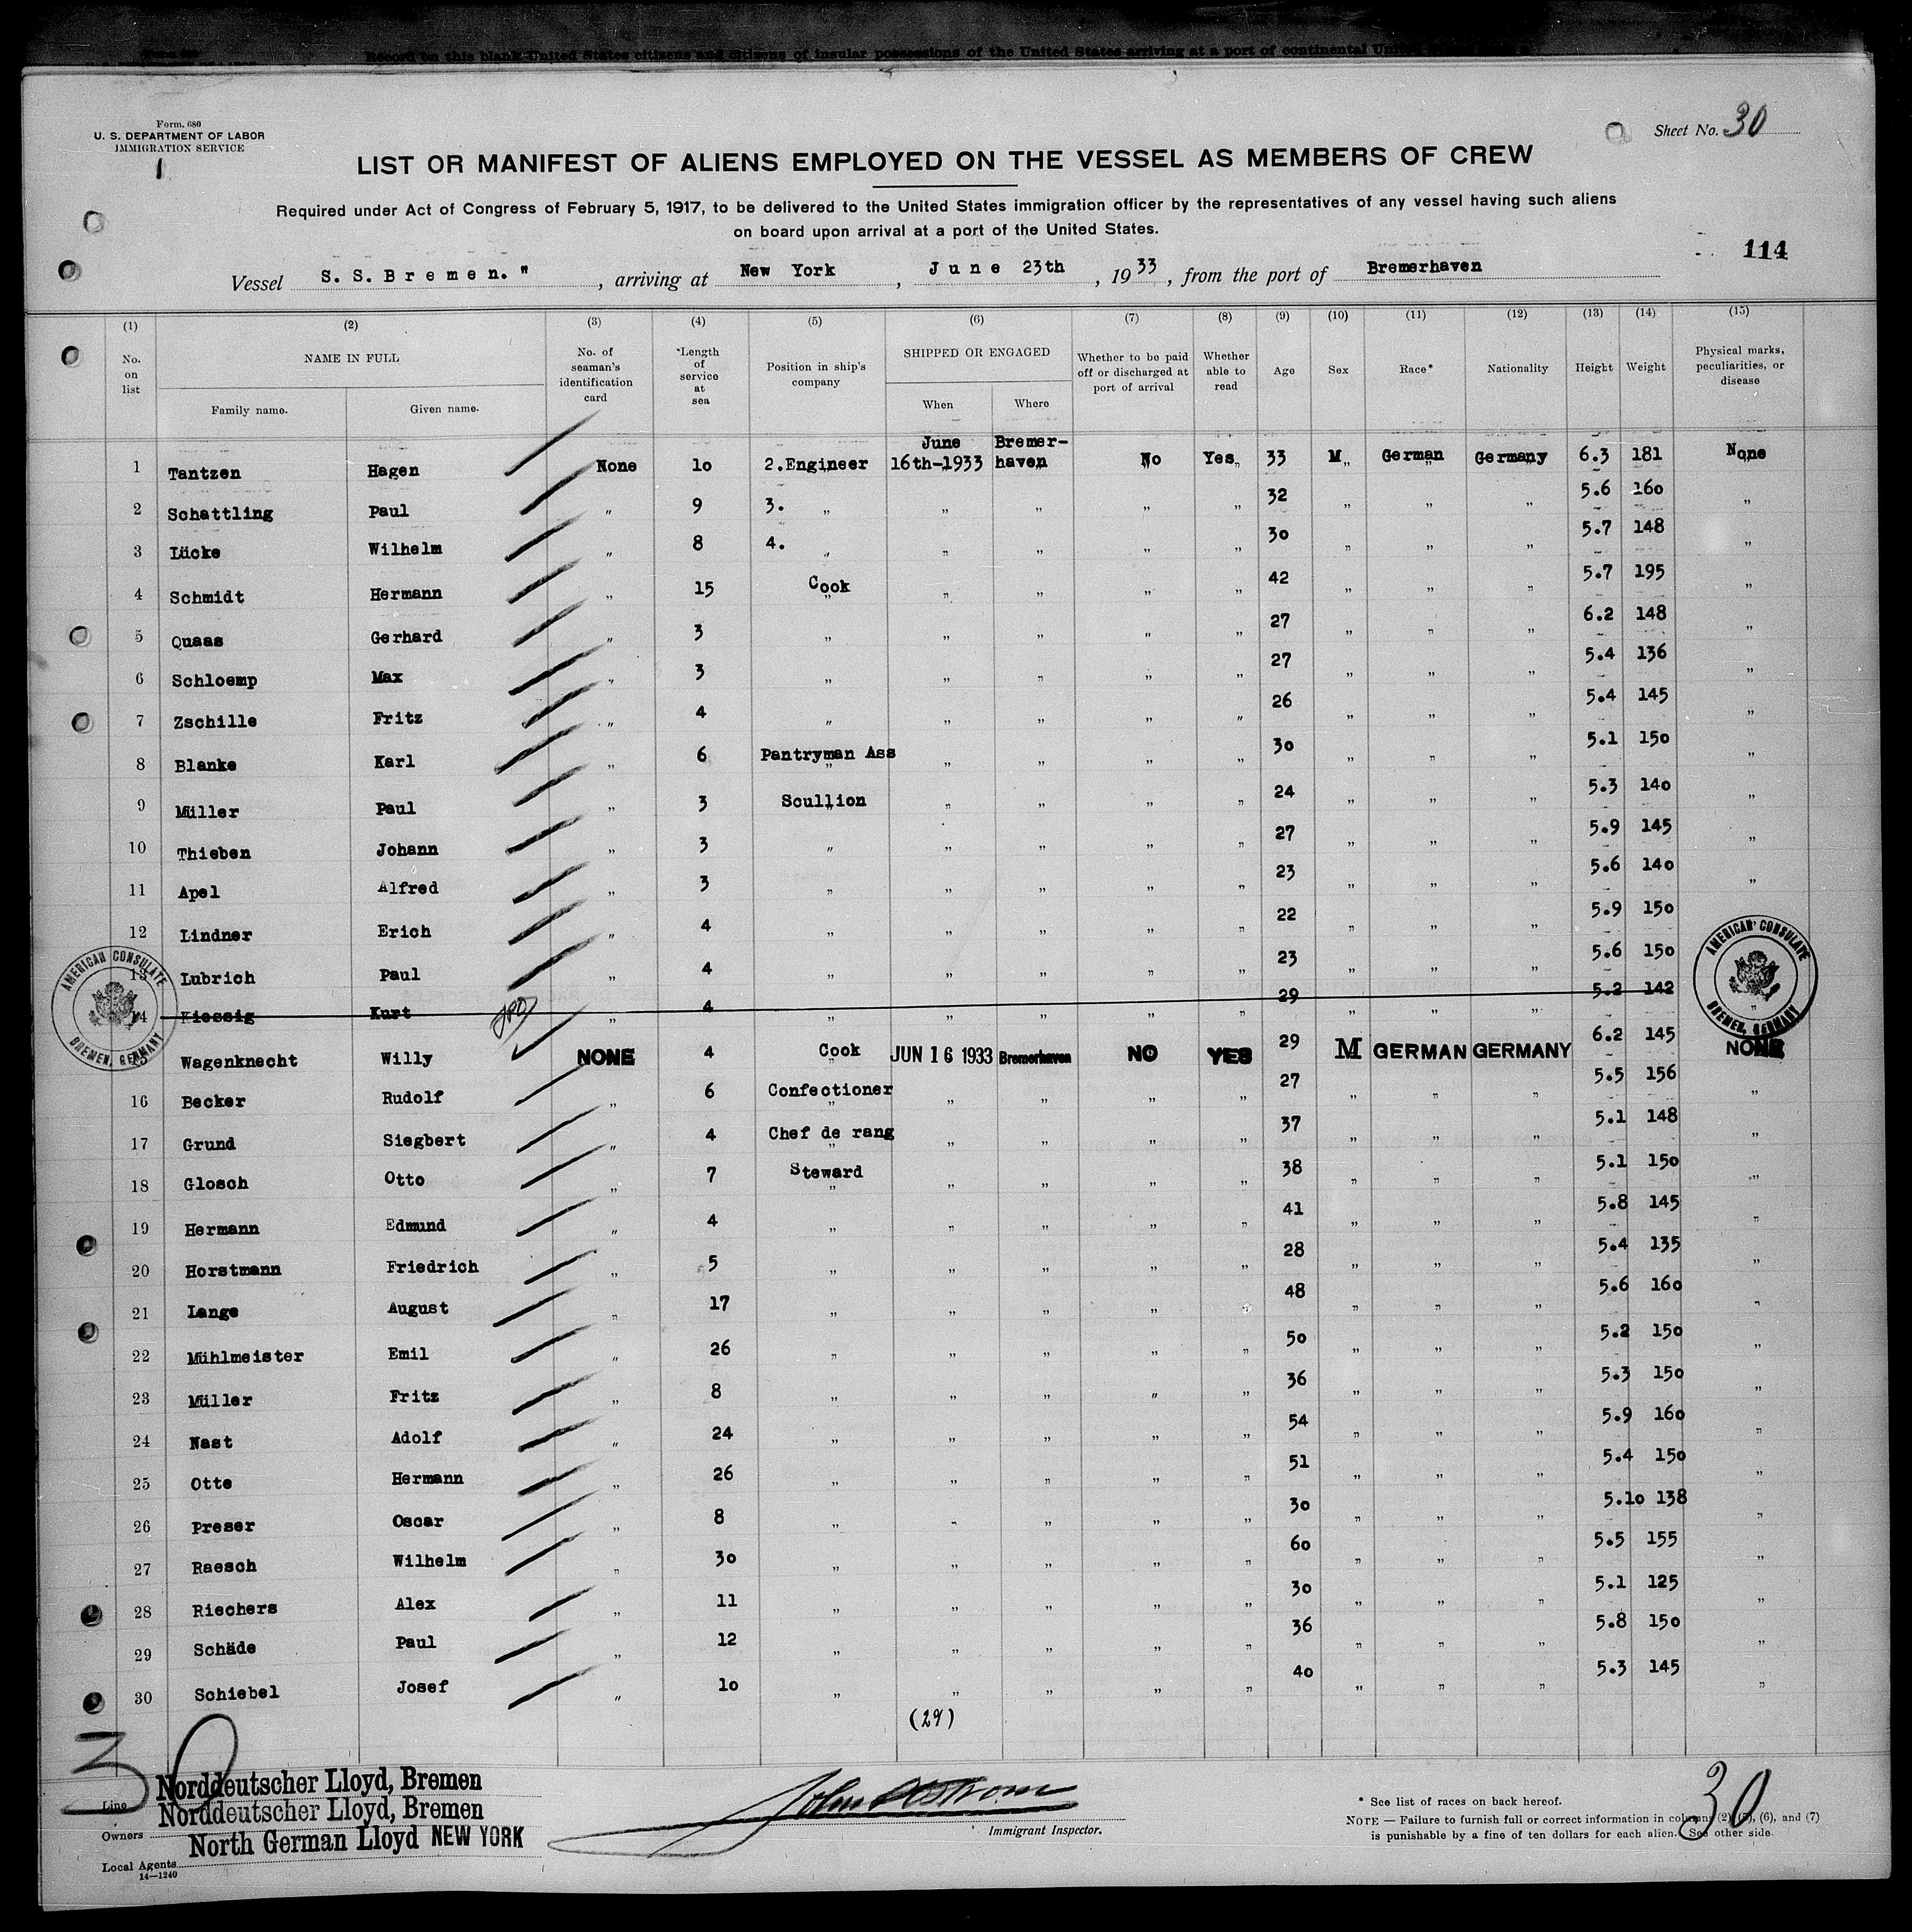 Record on this blank United States citizens and citizens of insular possessions of the United States arriving at a port of continental
Form. 680
U. S. DEPARTMENT OF LABOR
IMMIGRATION SERVICE
1
Sheet No. 30
LIST OR MANIFEST OF ALIENS EMPLOYED ON THE VESSEL AS MEMBERS OF CREW
Required under Act of Congress of February 5, 1917, to be delivered to the United States immigration officer by the representatives of any vessel having such aliens
on board upon arrival at a port of the United States.
114
Vessel S. S. Bremen. " , arriving at New York , June 23th , 1933 , from the port of Bremerhaven
(1) (2) (3) (4) (5) (6) (7) (8) (9) (10) (11) (12) (13) (14) (15)
No. on list NAME IN FULL Family name. Given name. No. of seaman's identification card *Length of service at sea Position in ship's company SHIPPED OR ENGAGED When Where Whether to be paid off or discharged at port of arrival Whether able to read Age Sex Race* Nationality Height Weight Physical marks, peculiarities, or disease
1 Tantzen Hagen None 10 2.Engineer June 16th-1933 Bremer-haven No Yes 33 M German Germany 6.3 181 None
2 Schattling Paul " 9 3. " " " " " 32 " " " 5.6 160 "
3 Lücke Wilhelm " 8 4. " " " " " 30 " " " 5.7 148 "
4 Schmidt Hermann " 15 Cook " " " " 42 " " " 5.7 195 "
5 Quaas Gerhard " 3 " " " " " 27 " " " 6.2 148 "
6 Schloemp Max " 3 " " " " " 27 " " " 5.4 136 "
7 Zschille Fritz " 4 " " " " " 26 " " " 5.4 145 "
8 Blanke Karl " 6 Pantryman Ass " " " " 30 " " " 5.1 150 "
9 Müller Paul " 3 Scullion " " " " 24 " " " 5.3 140 "
10 Thieben Johann " 3 " " " " " 27 " " " 5.9 145 "
11 Apel Alfred " 3 " " " " " 23 " " " 5.6 140 "
12 Lindner Erich " 4 " " " " " 22 " " " 5.9 150 "
13 Lubrich Paul " 4 " " " " " 23 " " " 5.6 150 "
14 Kiessig Kurt " 4 " " " " " 29 " " " 5.2 142 "
15 Wagenknecht Willy NONE 4 Cook JUN 16 1933 Bremerhaven NO YES 29 M GERMAN GERMANY 6.2 145 NONE
16 Becker Rudolf " 6 Confectioner " " " " 27 " " " 5.5 156 "
17 Grund Siegbert " 4 Chef de rang " " " " 37 " " " 5.1 148 "
18 Glosch Otto " 7 Steward " " " " 38 " " " 5.1 150 "
19 Hermann Edmund " 4 " " " " " 41 " " " 5.8 145 "
20 Horstmann Friedrich " 5 " " " " " 28 " " " 5.4 135 "
21 Lange August " 17 " " " " " 48 " " " 5.6 160 "
22 Mühlmeister Emil " 26 " " " " " 50 " " " 5.2 150 "
23 Müller Fritz " 8 " " " " " 36 " " " 5.3 150 "
24 Nast Adolf " 24 " " " " " 54 " " " 5.9 160 "
25 Otte Hermann " 26 " " " " " 51 " " " 5.4 150 "
26 Preser Oscar " 8 " " " " " 30 " " " 5.10 138 "
27 Raesch Wilhelm " 30 " " " " " 60 " " " 5.5 155 "
28 Riechers Alex " 11 " " " " " 30 " " " 5.1 125 "
29 Schäde Paul " 12 " " " " " 36 " " " 5.8 150 "
30 Schiebel Josef " 10 " " " " " 40 " " " 5.3 145 "
AMERICAN CONSULATE
BREMEN, GERMANY
AMERICAN CONSULATE
BREMEN, GERMANY
(29)
30
Line Norddeutscher Lloyd, Bremen
Owners Norddeutscher Lloyd, Bremen
Local Agents North German Lloyd NEW YORK
14—1240
Immigrant Inspector.
* See list of races on back hereof.
NOTE — Failure to furnish full or correct information in columns (2), (5), (6), and (7)
is punishable by a fine of ten dollars for each alien. See other side.
30